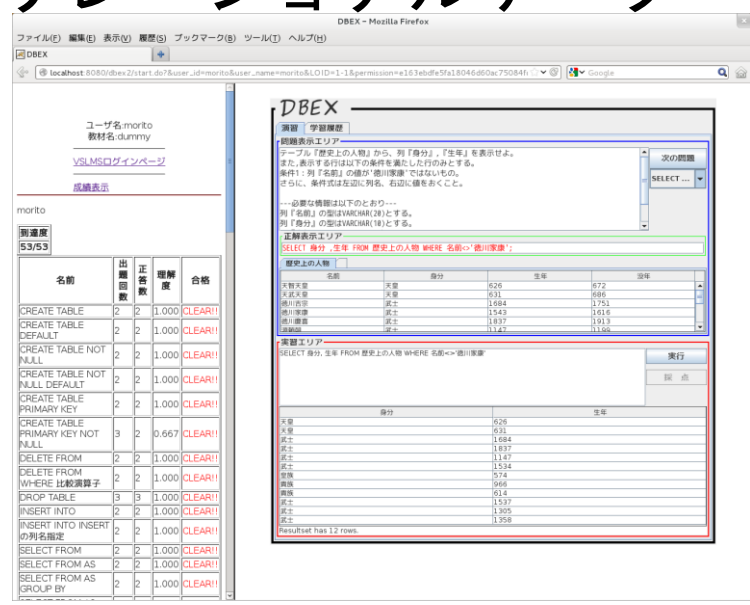 DBEX - Mozilla Firefox
ファイル(F) 編集(E) 表示(V) 履歴(S) ブックマーク(B) ツール(T) ヘルプ(H)
DBEX
localhost:8080/dbex2/start.do?&user_id=morito&user_name=morito&LOID=1-1&permission=e163ebdfe5fa18046d60ac75084f
Google
ユーザ名:morito
教材名:dummy
VSLMSログインページ
成績表示
morito
到達度
53/53
名前 出題回数 正答数 理解度 合格
CREATE TABLE 2 2 1.000 CLEAR!!
CREATE TABLE DEFAULT 2 2 1.000 CLEAR!!
CREATE TABLE NOT NULL 2 2 1.000 CLEAR!!
CREATE TABLE NOT NULL DEFAULT 2 2 1.000 CLEAR!!
CREATE TABLE PRIMARY KEY 2 2 1.000 CLEAR!!
CREATE TABLE PRIMARY KEY NOT NULL 3 2 0.667 CLEAR!!
DELETE FROM 2 2 1.000 CLEAR!!
DELETE FROM WHERE 比較演算子 2 2 1.000 CLEAR!!
DROP TABLE 3 3 1.000 CLEAR!!
INSERT INTO 2 2 1.000 CLEAR!!
INSERT INTO INSERTの列名指定 2 2 1.000 CLEAR!!
SELECT FROM 2 2 1.000 CLEAR!!
SELECT FROM AS 2 2 1.000 CLEAR!!
SELECT FROM AS GROUP BY 2 2 1.000 CLEAR!!
DBEX
演習 学習履歴
問題表示エリア
テーブル『歴史上の人物』から、列『身分』,『生年』を表示せよ。
また,表示する行は以下の条件を満たした行のみとする。
条件1：列『名前』の値が'徳川家康'ではないもの。
さらに、条件式は左辺に列名、右辺に値をおくこと。
---必要な情報は以下のとおり---
列『名前』の型はVARCHAR(20)とする。
列『身分』の型はVARCHAR(10)とする。
次の問題
SELECT ...
正解表示エリア
SELECT 身分 ,生年 FROM 歴史上の人物 WHERE 名前<>'徳川家康';
歴史上の人物
名前 身分 生年 没年
天智天皇 天皇 626 672
天武天皇 天皇 631 686
徳川吉宗 武士 1684 1751
徳川家康 武士 1543 1616
徳川慶喜 武士 1837 1913
武士 1147 1199
実習エリア
SELECT 身分, 生年 FROM 歴史上の人物 WHERE 名前<>'徳川家康'
実行
採 点
身分 生年
天皇 626
天皇 631
武士 1684
武士 1837
武士 1147
武士 1534
皇族 574
貴族 966
貴族 614
武士 1537
武士 1305
武士 1358
Resultset has 12 rows.